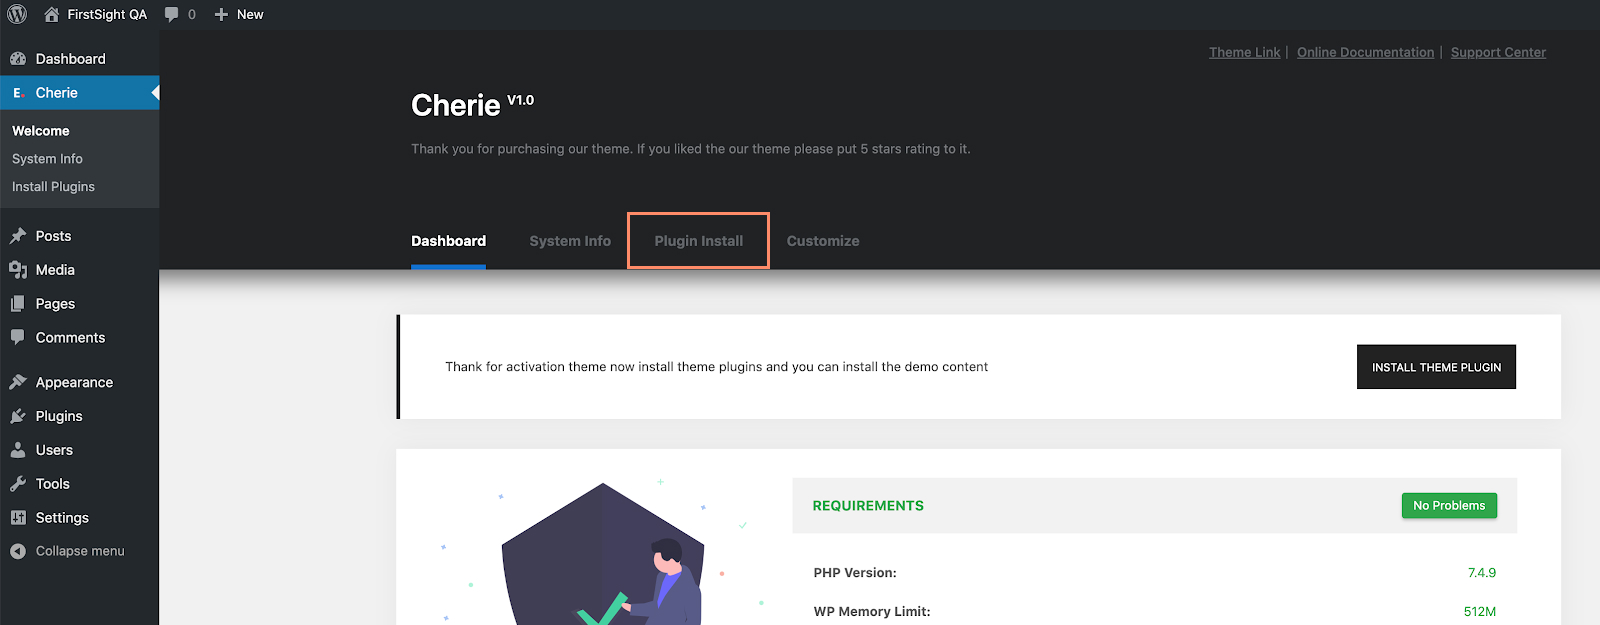 FirstSight QA 0 + New
Theme Link | Online Documentation | Support Center
Dashboard
E. Cherie
Welcome
System Info
Install Plugins
Posts
Media
Pages
Comments
Appearance
Plugins
Users
Tools
Settings
Collapse menu
Cherie V1.0
Thank you for purchasing our theme. If you liked the our theme please put 5 stars rating to it.
Dashboard System Info Plugin Install Customize
Thank for activation theme now install theme plugins and you can install the demo content
INSTALL THEME PLUGIN
REQUIREMENTS No Problems
PHP Version: 7.4.9
WP Memory Limit: 512M